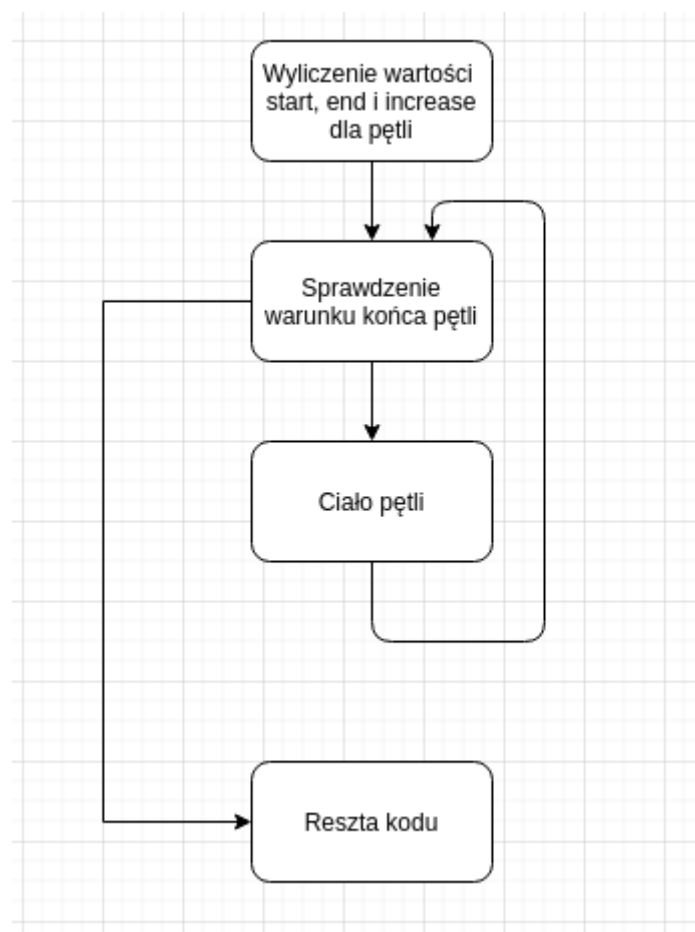 Wyliczenie wartości
start, end i increase
dla pętli
Sprawdzenie
warunku końca pętli
Ciało pętli
Reszta kodu